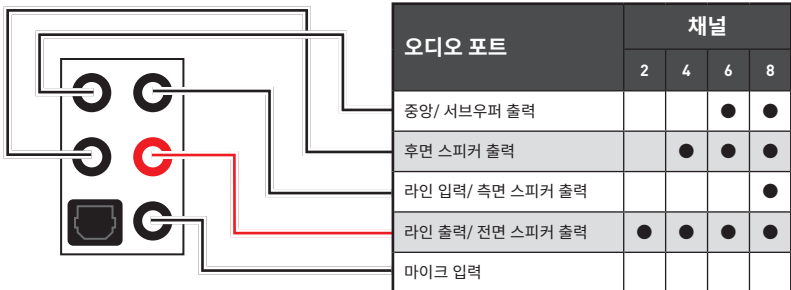 오디오 포트
채널
2 4 6 8
중앙/ 서브우퍼 출력
후면 스피커 출력
라인 입력/ 측면 스피커 출력
라인 출력/ 전면 스피커 출력
마이크 입력